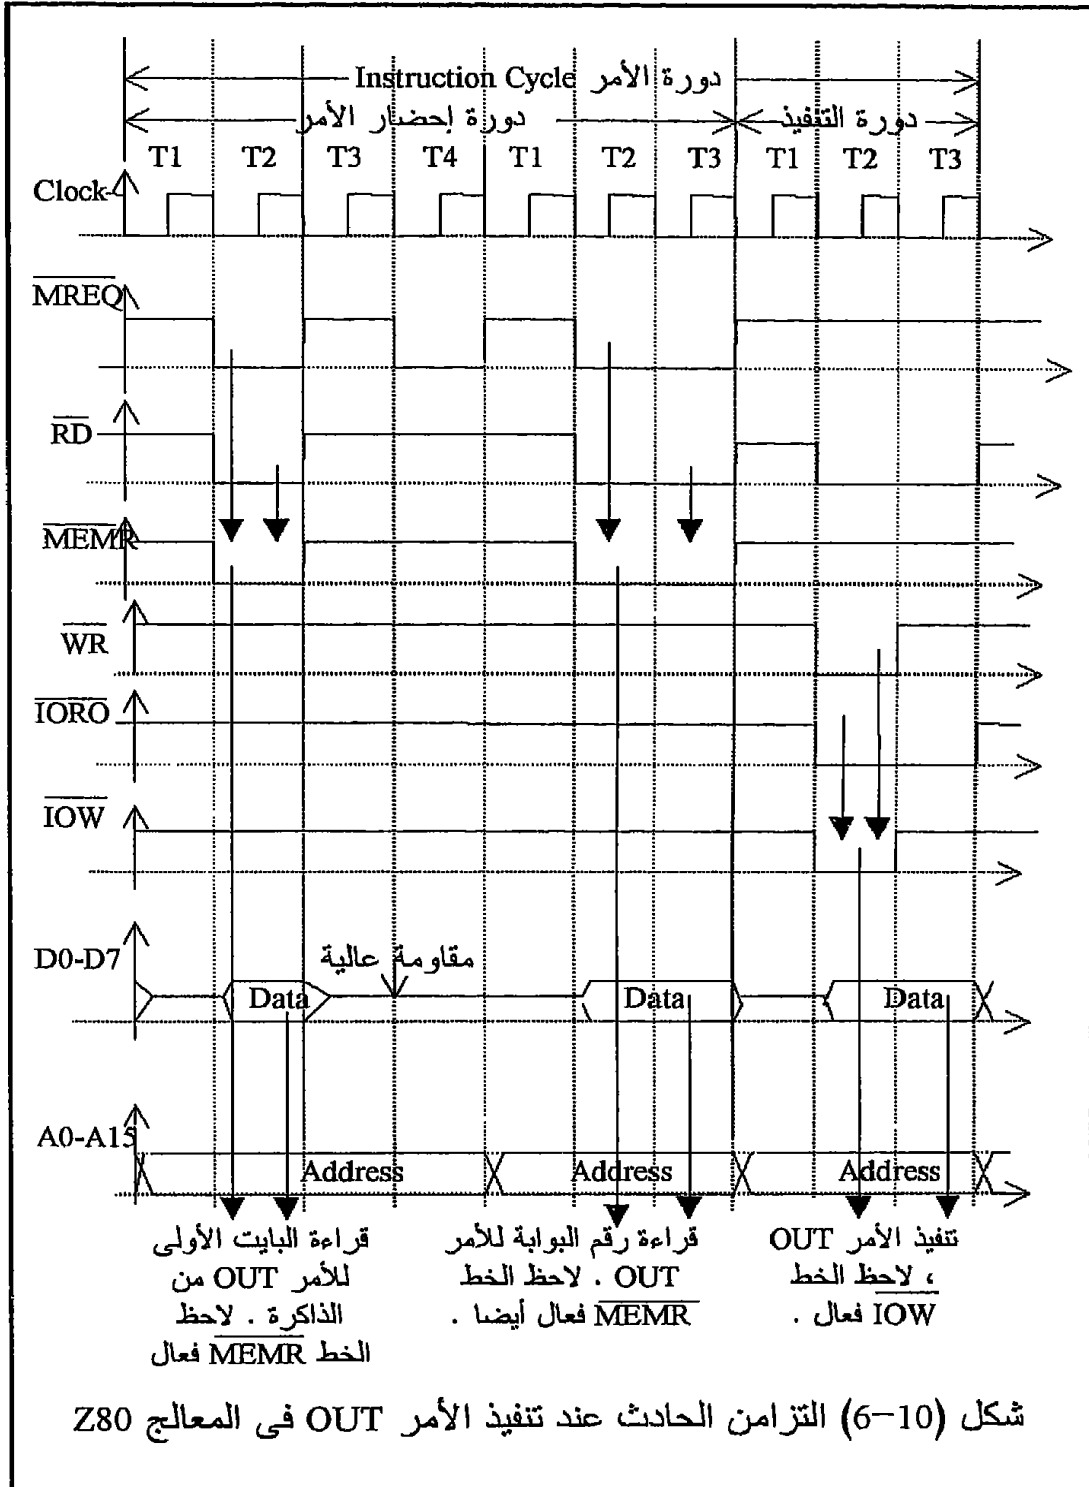 دورة الأمر Instruction Cycle
دورة إحضار الأمر
دورة التنفيذ
T1 T2 T3 T4 T1 T2 T3 T1 T2 T3
Clock
MREQ
RD
MEMR
WR
IORO
IOW
D0-D7
مقاومة عالية
Data Data Data
A0-A15
Address Address Address
قراءة البايت الأولى
للأمر OUT من
الذاكرة . لاحظ
الخط MEMR فعال
قراءة رقم البوابة للأمر
OUT . لاحظ الخط
MEMR فعال أيضا .
تنفيذ الأمر OUT
، لاحظ الخط
IOW فعال .
شكل (10-6) التزامن الحادث عند تنفيذ الأمر OUT فى المعالج Z80